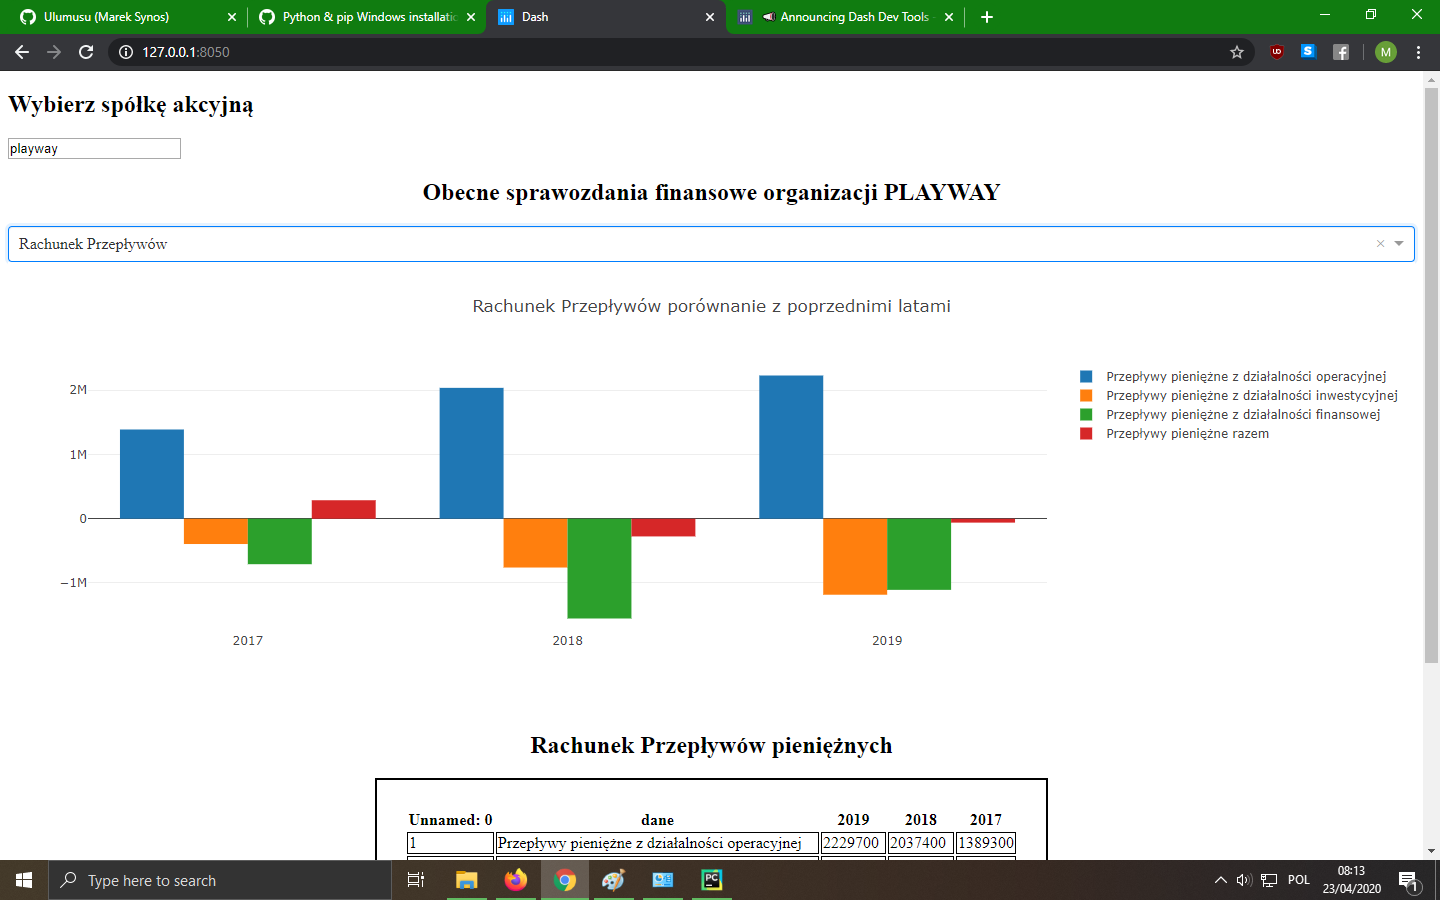 Ulumusu (Marek Synos)
Python & pip Windows installatic
Dash
Announcing Dash Dev Tools
127.0.0.1:8050
M
Wybierz spółkę akcyjną
playway
Obecne sprawozdania finansowe organizacji PLAYWAY
Rachunek Przepływów
Rachunek Przepływów porównanie z poprzednimi latami
2M
1M
0
−1M
2017 2018 2019
Przepływy pieniężne z działalności operacyjnej
Przepływy pieniężne z działalności inwestycyjnej
Przepływy pieniężne z działalności finansowej
Przepływy pieniężne razem
Rachunek Przepływów pieniężnych
Unnamed: 0 dane 2019 2018 2017
1 Przepływy pieniężne z działalności operacyjnej 2229700 2037400 1389300
Type here to search
PC
POL
08:13
23/04/2020
1